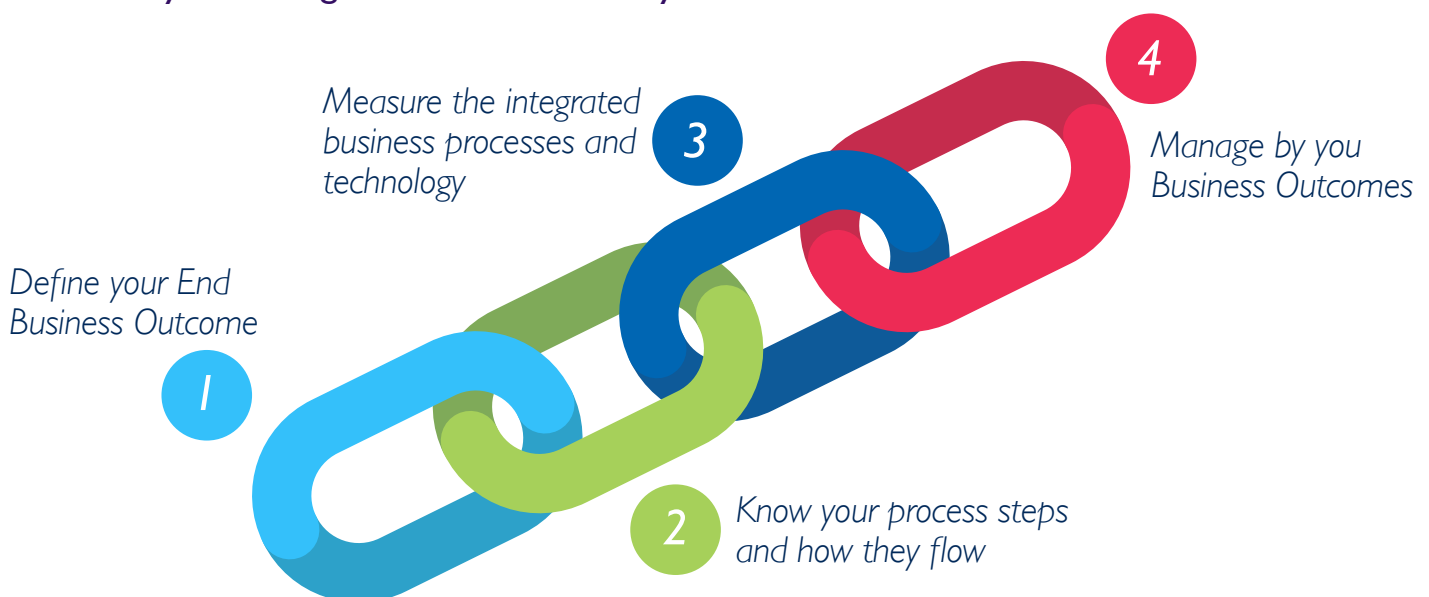 Measure the integrated
business processes and
technology
3
4
Manage by you
Business Outcomes
Define your End
Business Outcome
1
2
Know your process steps
and how they flow